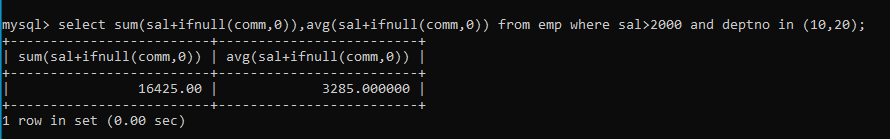 mysql> select sum(sal+ifnull(comm,0)),avg(sal+ifnull(comm,0)) from emp where sal>2000 and deptno in (10,20);
+-------------------------+-------------------------+
| sum(sal+ifnull(comm,0)) | avg(sal+ifnull(comm,0)) |
+-------------------------+-------------------------+
|                16425.00 |             3285.000000 |
+-------------------------+-------------------------+
1 row in set (0.00 sec)